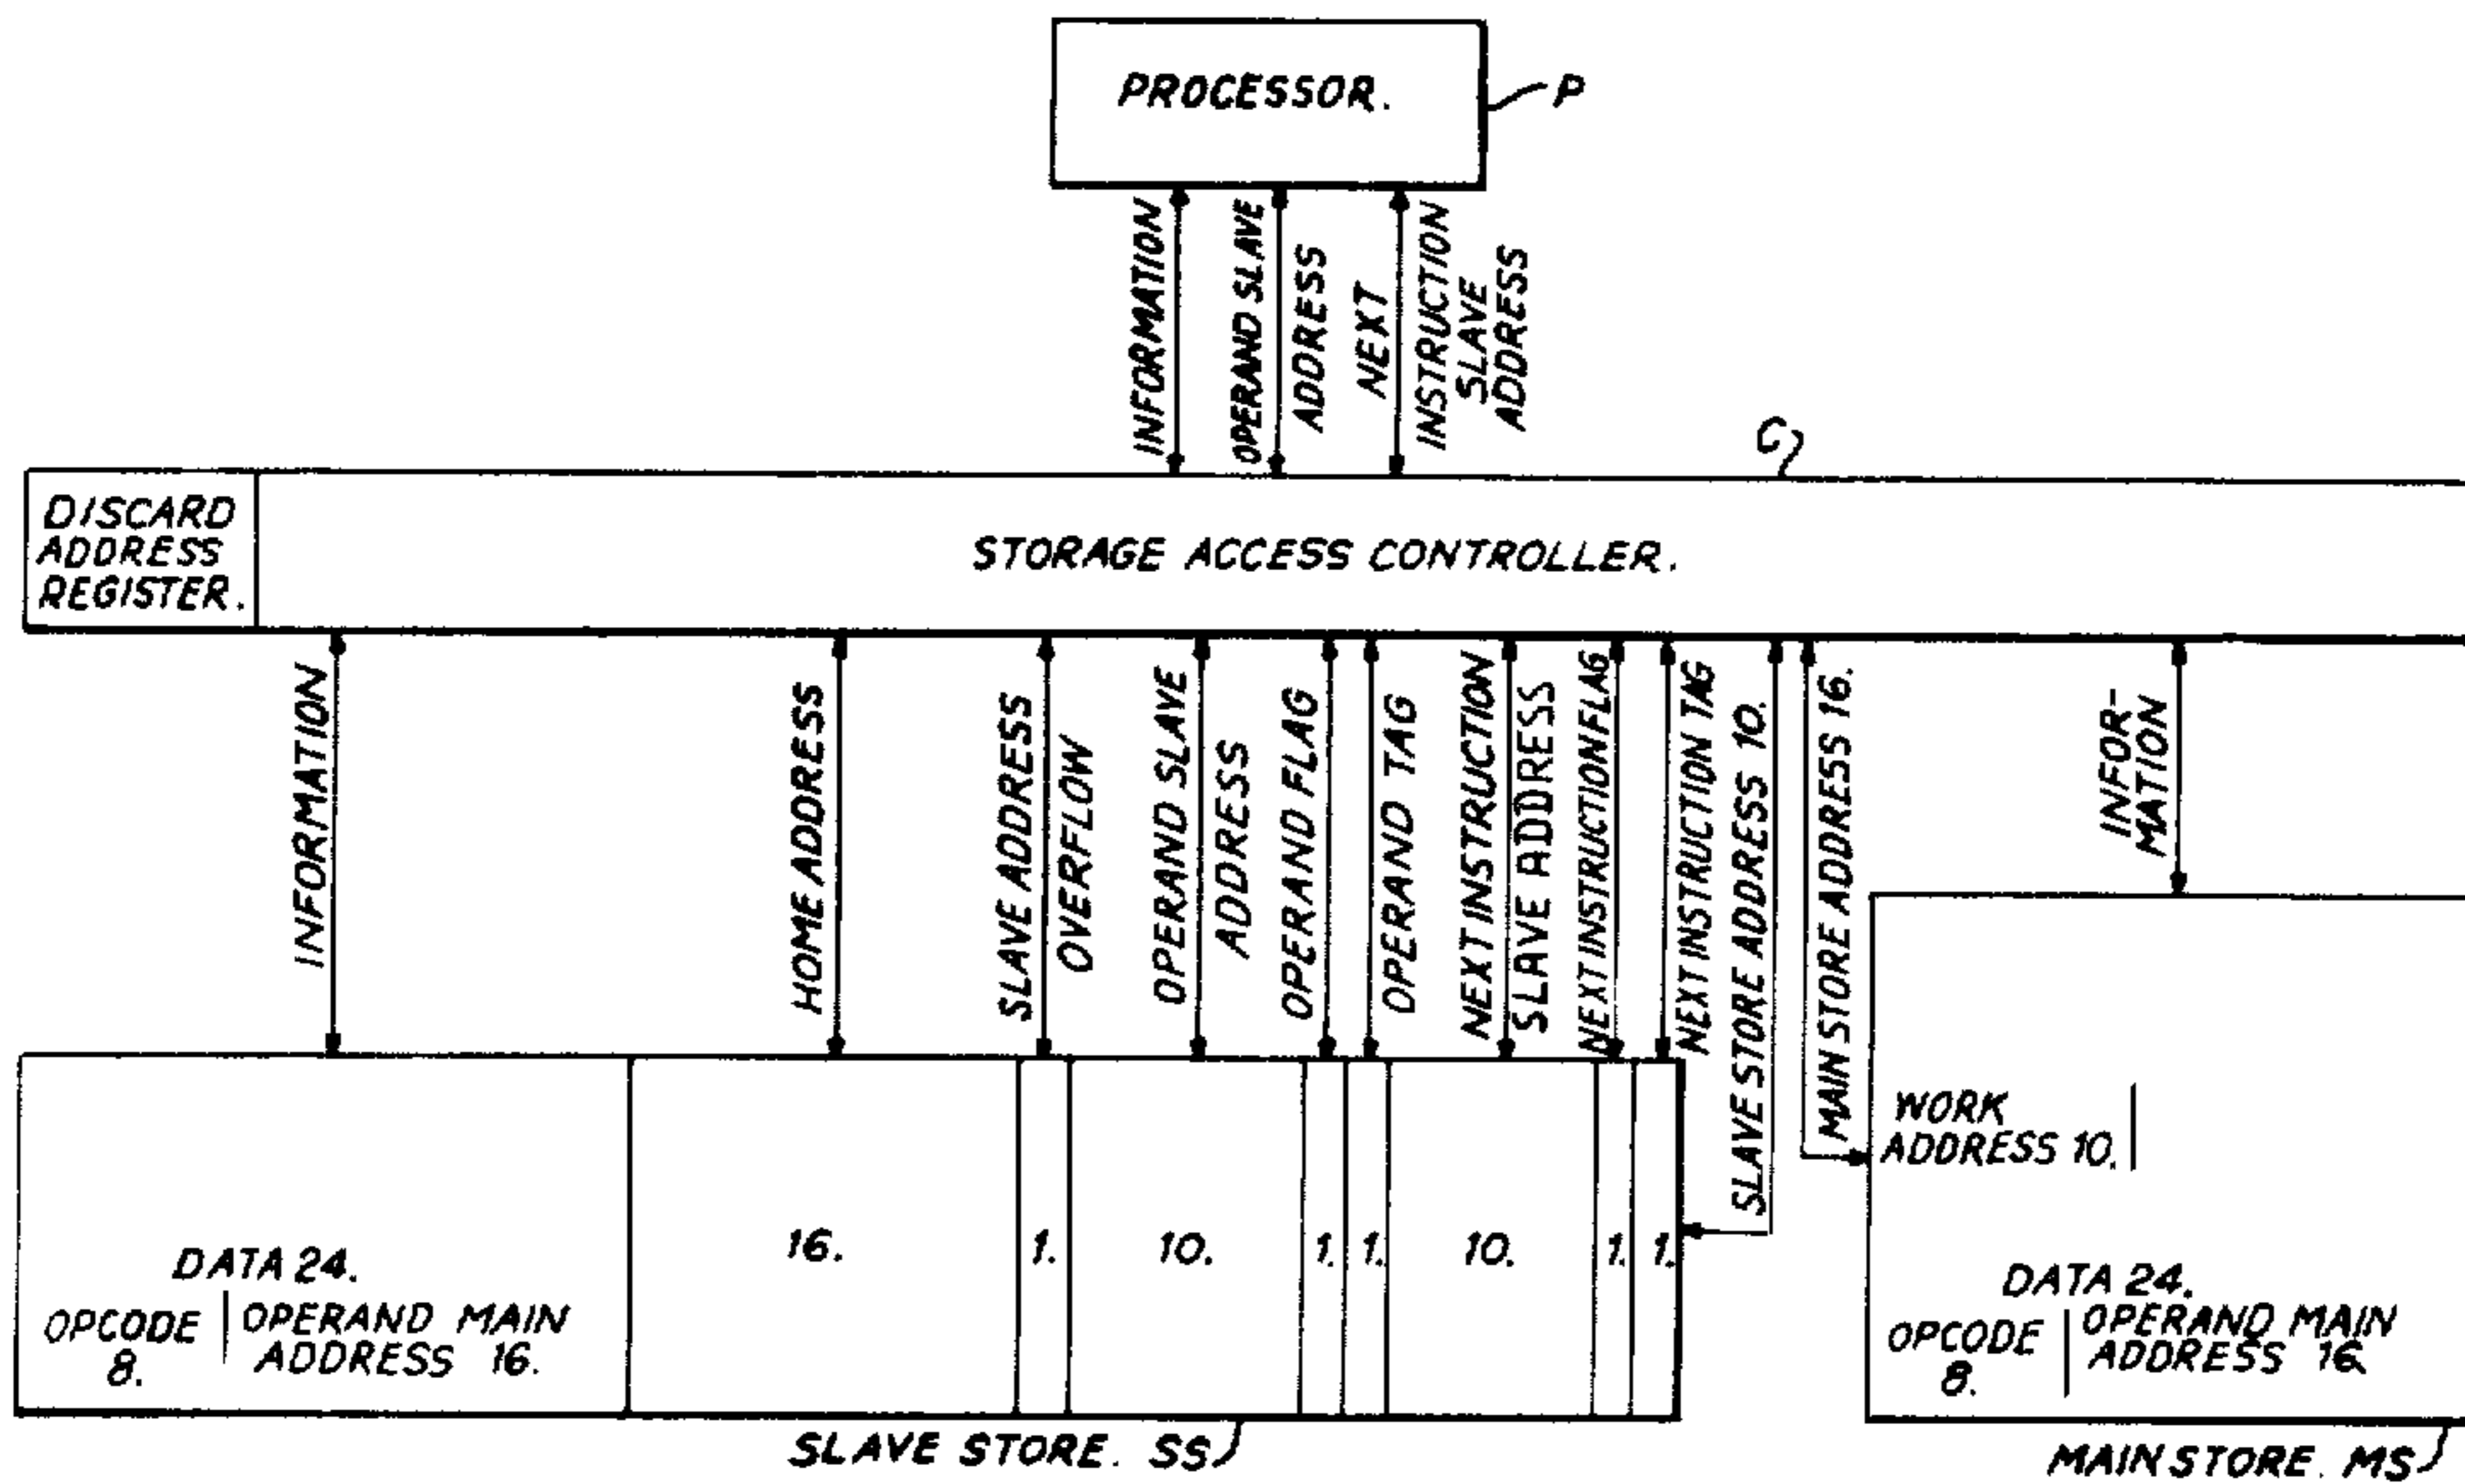 PROCESSOR.
P
INFORMATION
OPERAND SLAVE
ADDRESS
NEXT
INSTRUCTION
SLAVE
ADDRESS
C
DISCARD
ADDRESS
REGISTER.
STORAGE ACCESS CONTROLLER.
INFORMATION
HOME ADDRESS
SLAVE ADDRESS
OVERFLOW
OPERAND SLAVE
ADDRESS
OPERAND FLAG
OPERAND TAG
NEXT INSTRUCTION
SLAVE ADDRESS
NEXT INSTRUCTION FLAG
NEXT INSTRUCTION TAG
SLAVE STORE ADDRESS 10.
MAIN STORE ADDRESS 16.
INFOR-
MATION
DATA 24.
OPCODE
8.
OPERAND MAIN
ADDRESS 16.
16.
1.
10.
1.
1.
10.
1.
1.
WORK
ADDRESS 10.
DATA 24.
OPCODE
8.
OPERAND MAIN
ADDRESS 16
SLAVE STORE. SS
MAIN STORE. MS